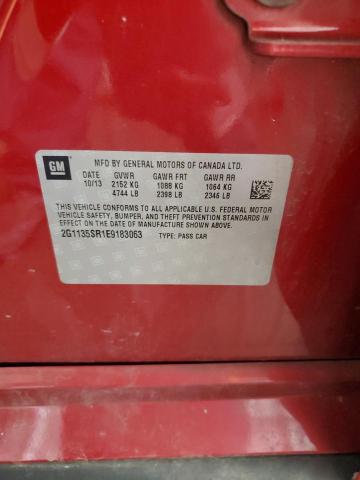 GM
MFD BY GENERAL MOTORS OF CANADA LTD.
DATE GVWR GAWR FRT GAWR RR
10/13 2152 KG 1088 KG 1064 KG
4744 LB 2398 LB 2346 LB
THIS VEHICLE CONFORMS TO ALL APPLICABLE U.S. FEDERAL MOTOR
VEHICLE SAFETY, BUMPER, AND THEFT PREVENTION STANDARDS IN
EFFECT ON THE DATE OF MANUFACTURE SHOWN ABOVE.
2G1135SR1E9183063 TYPE: PASS CAR